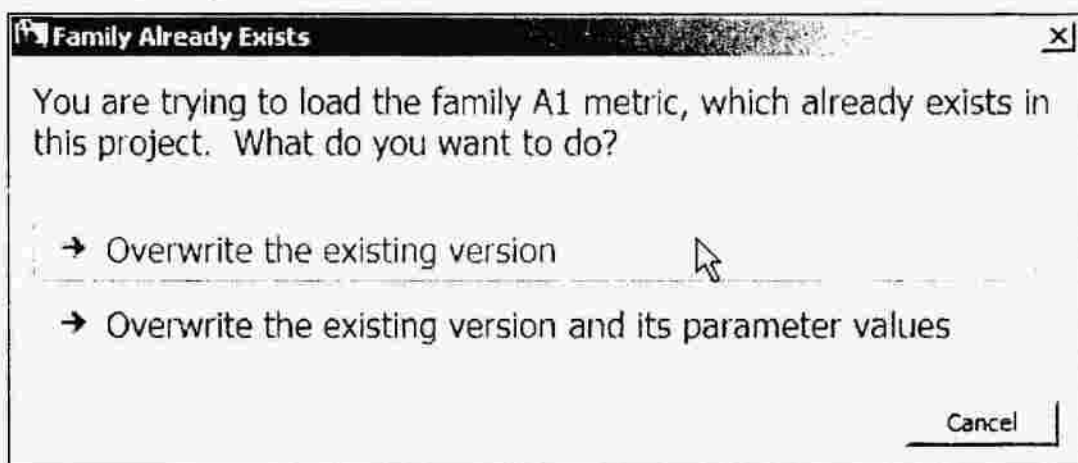 Family Already Exists
You are trying to load the family A1 metric, which already exists in
this project. What do you want to do?
→ Overwrite the existing version
→ Overwrite the existing version and its parameter values
Cancel